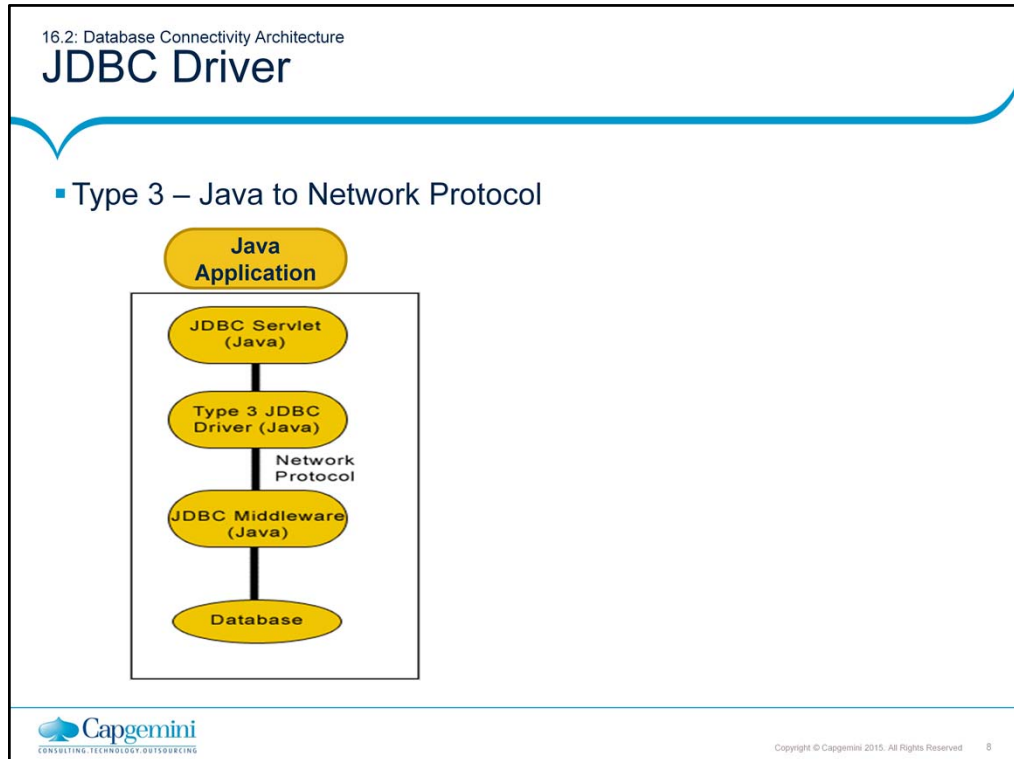 16.2: Database Connectivity Architecture
JDBC Driver
▪ Type 3 – Java to Network Protocol
Java
Application
JDBC Servlet
(Java)
Type 3 JDBC
Driver (Java)
Network
Protocol
JDBC Middleware
(Java)
Database
Capgemini
CONSULTING.TECHNOLOGY.OUTSOURCING
Copyright © Capgemini 2015. All Rights Reserved 8